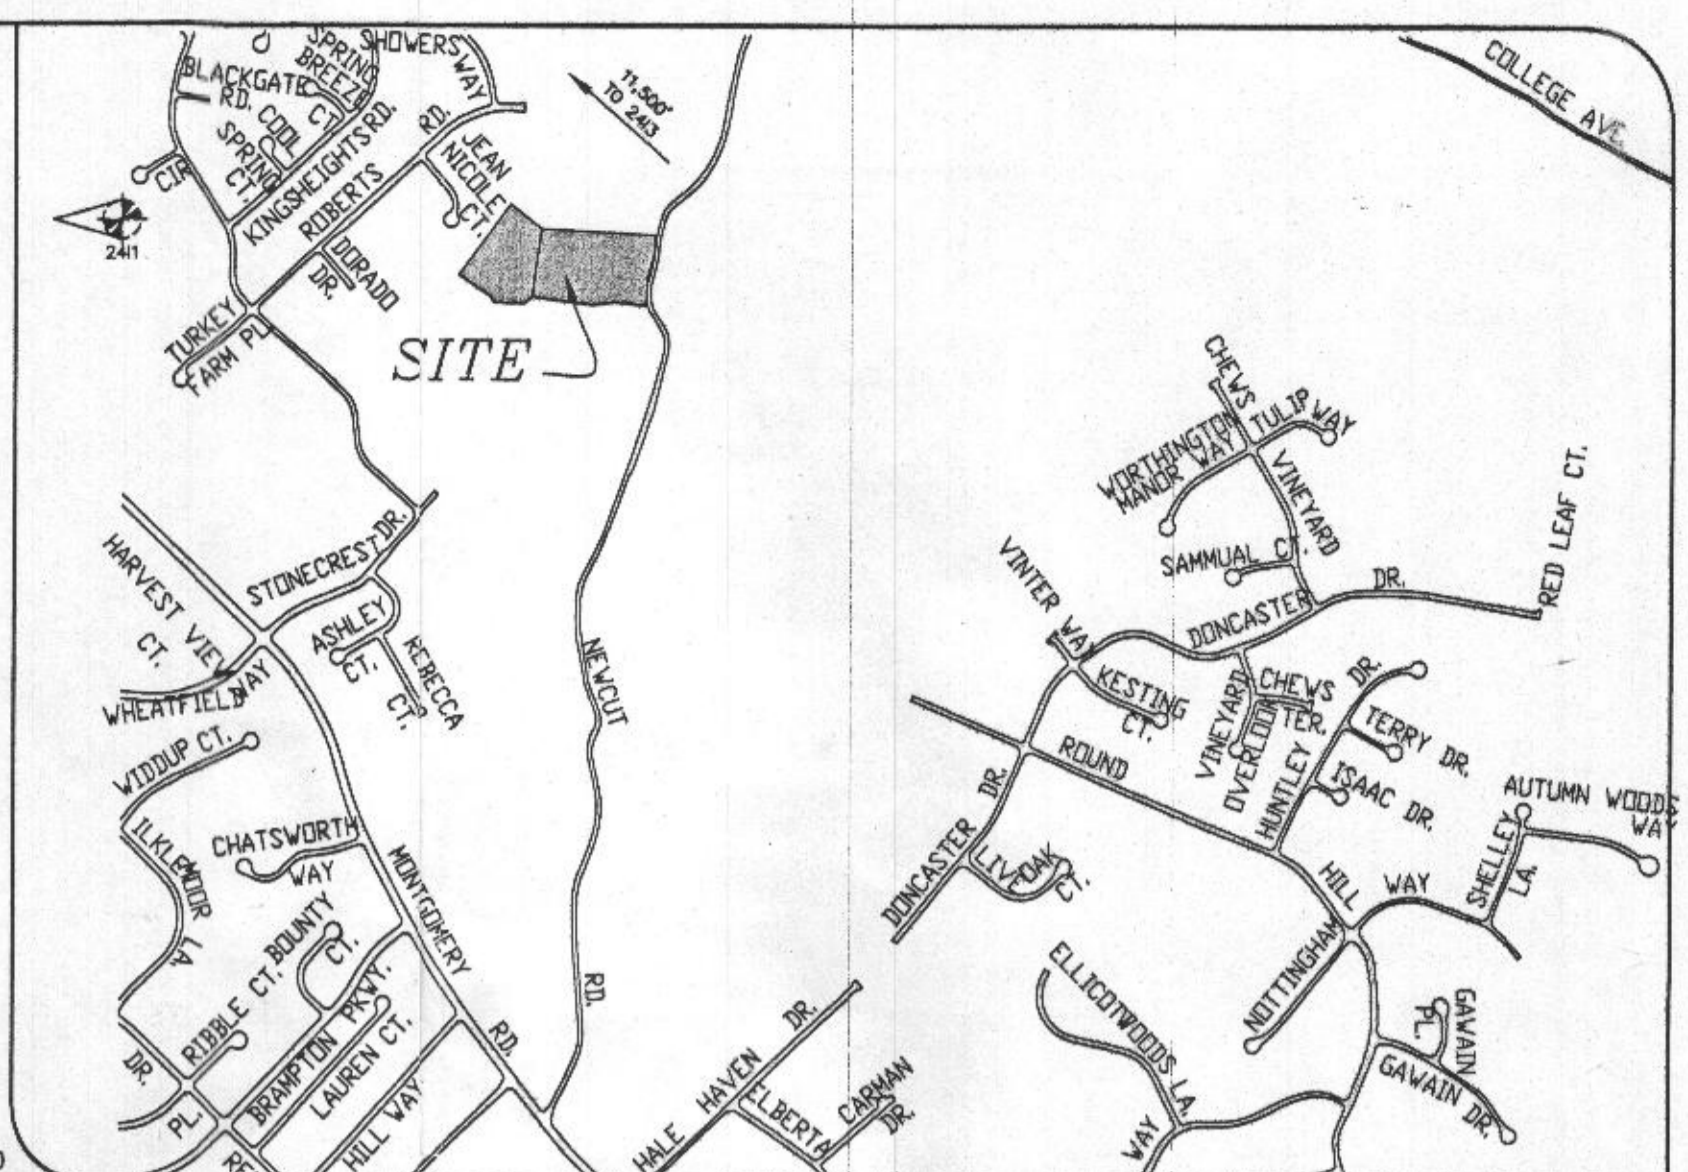 SHOWERS
WAY
SPRING
BREEZE
CT.
BLACKGATE
RD.
COOL
SPRING
CT.
CIR
KINGSHEIGHTS RD.
ROBERTS
RD.
JEAN
NICOLE
CT.
11,500'
TO 2413
COLLEGE AVE.
2411
DORADO
DR.
TURKEY
FARM PL.
SITE
CHEWS
TULIP WAY
WORTHINGTON
MANOR WAY
VINEYARD
SAMMUAL CT.
RED LEAF CT.
STONECREST DR.
HARVEST VIEW
CT.
ASHLEY
CT.
REBECCA
CT.
WHEATFIELD WAY
NEWCUT
RD.
VINTER WAY
DONCASTER
DR.
KESTING
CT.
CHEWS
VINEYARD
TER.
OVERLOOK
HUNTLEY
DR.
TERRY DR.
ISAAC DR.
AUTUMN WOODS
WA
WIDDUP CT.
ROUND
HILL
WAY
DR.
DONCASTER
LIVEOAK
CT.
SHELLEY
LA.
ILKLEMOOR
LA.
CHATSWORTH
WAY
MONTGOMERY
RD.
BOUNTY
CT.
NOTTINGHAM
RIBBLE CT.
BRAMPTON PKWY.
LAUREN CT.
ELLICOTWOODS LA.
GAWAIN
PL.
GAWAIN DR.
DR.
PL.
HILL WAY
HALE HAVEN DR.
ELBERTA
CARMAN
DR.
WAY
RE